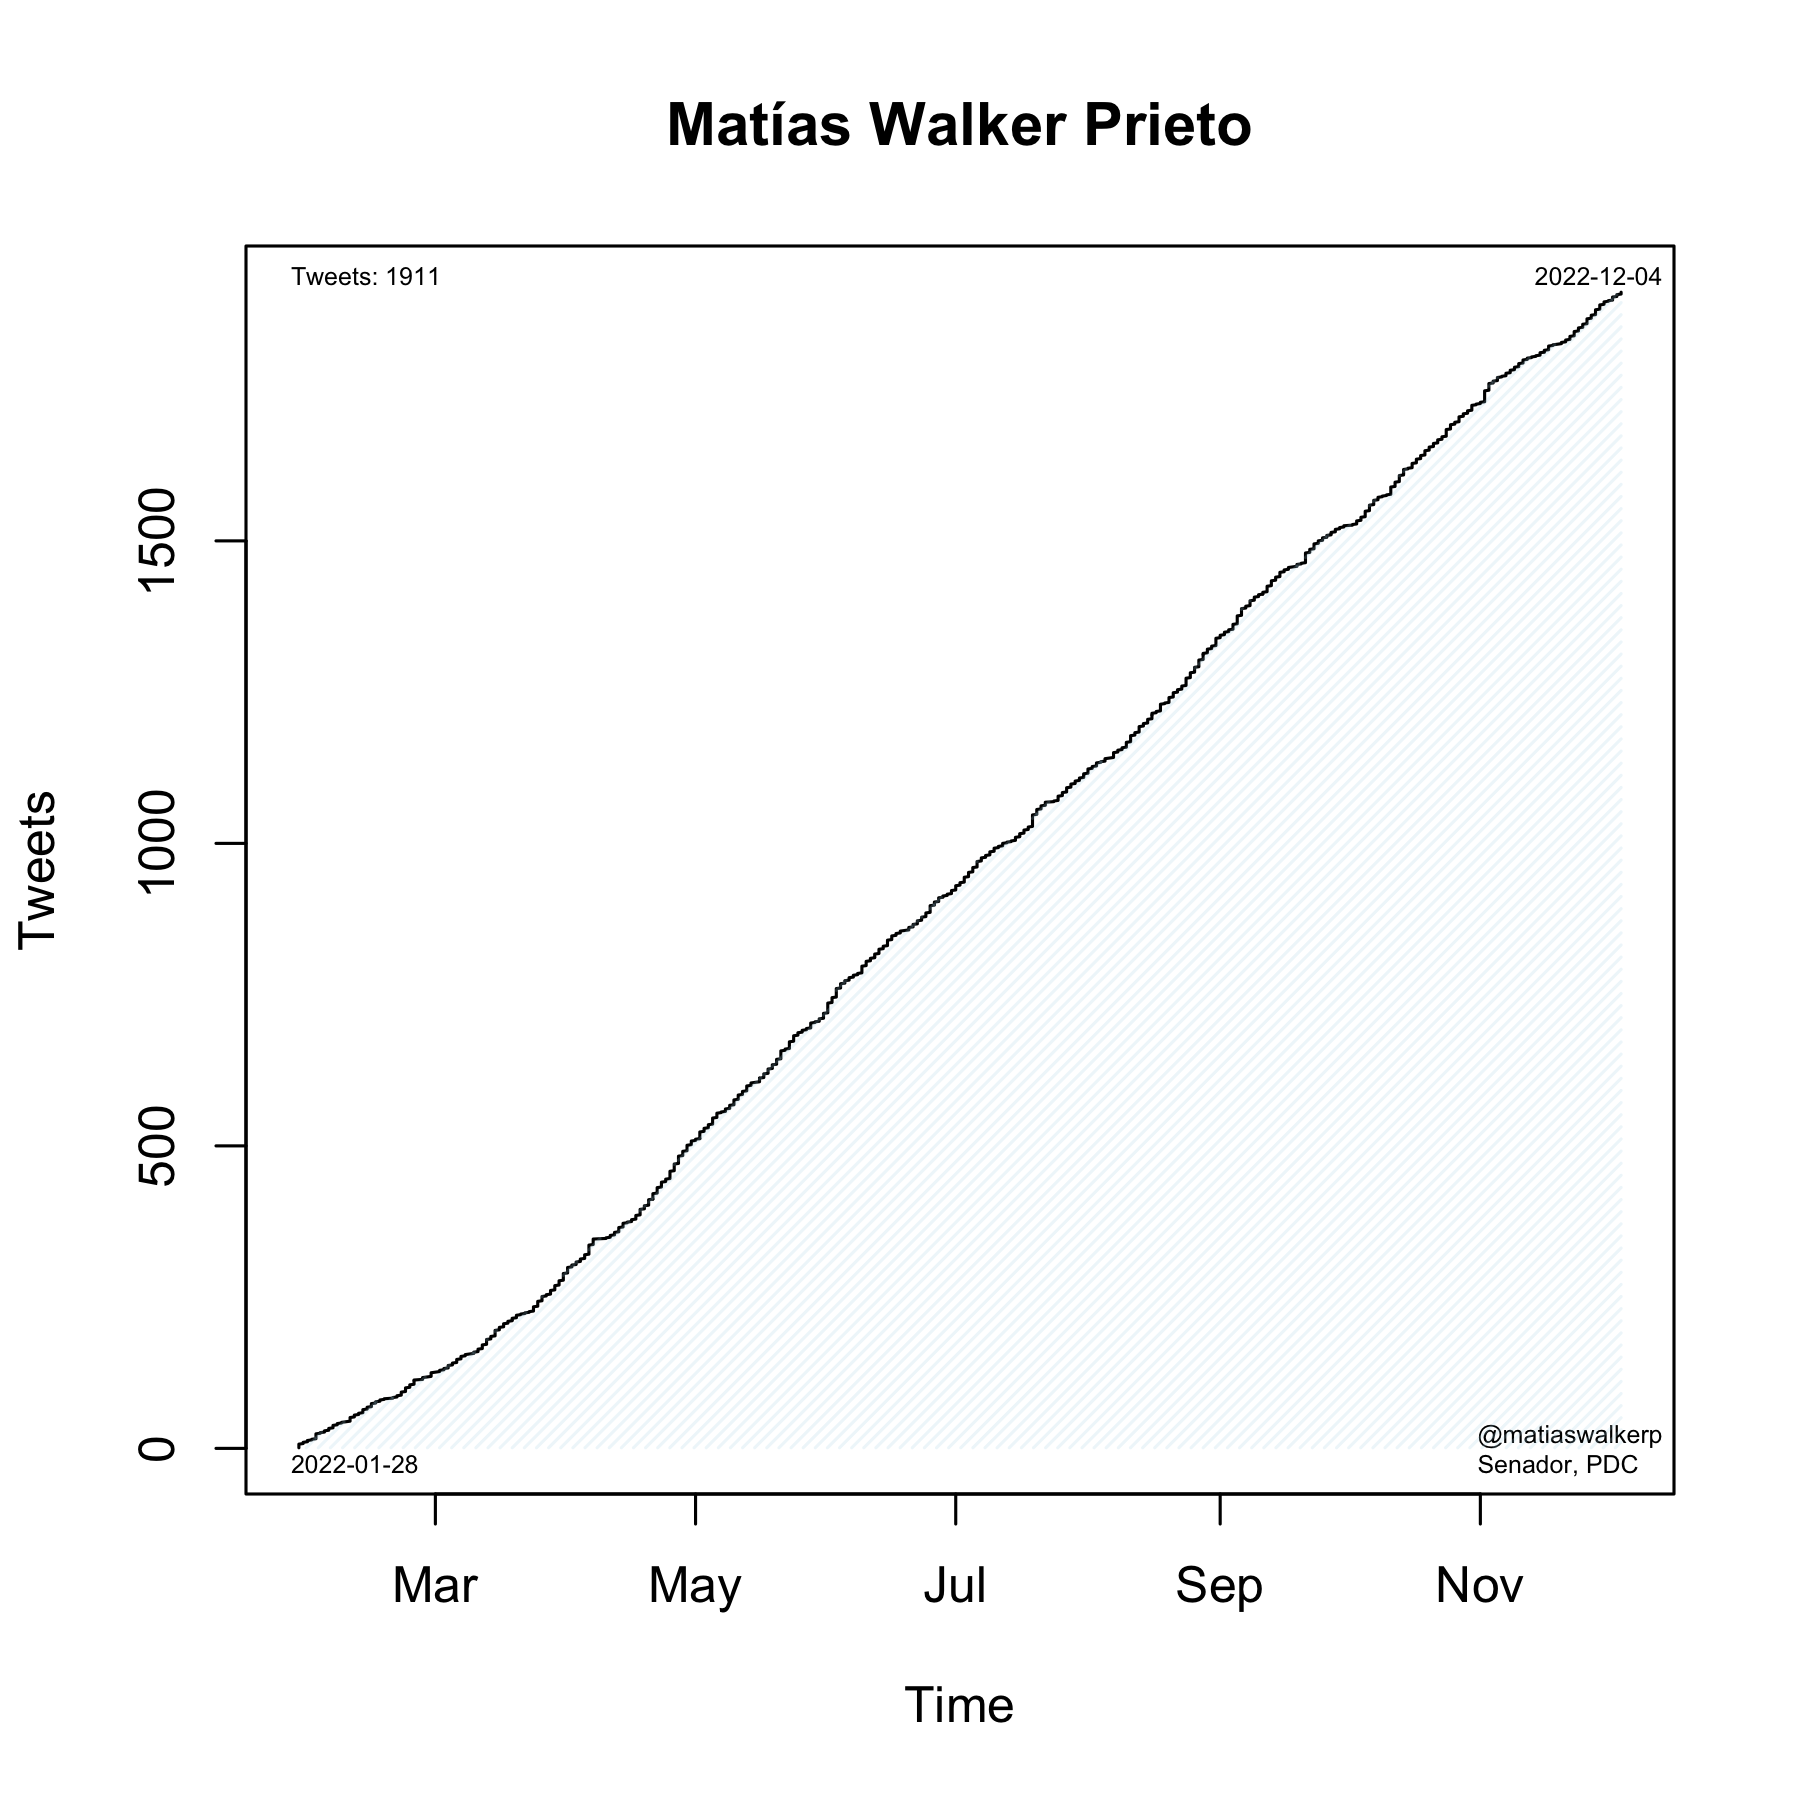 Matías Walker Prieto
Tweets: 1911
2022-12-04
Tweets
1500
1000
500
0
2022-01-28
@matiaswalkerp
Senador, PDC
Mar May Jul Sep Nov
Time